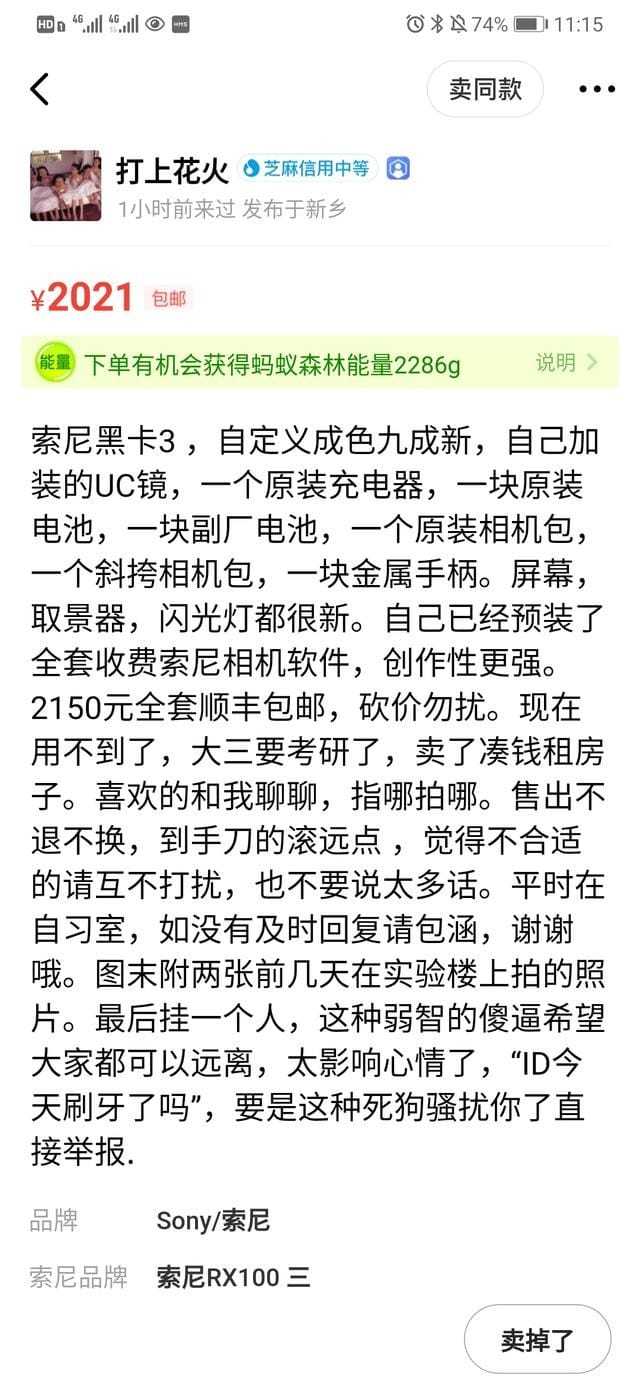 HD 1 4G 4G HMS 74% 11:15
卖同款
打上花火 芝麻信用中等
1小时前来过 发布于新乡
¥2021 包邮
能量 下单有机会获得蚂蚁森林能量2286g 说明
索尼黑卡3 ，自定义成色九成新，自己加
装的UC镜，一个原装充电器，一块原装
电池，一块副厂电池，一个原装相机包，
一个斜挎相机包，一块金属手柄。屏幕，
取景器，闪光灯都很新。自己已经预装了
全套收费索尼相机软件，创作性更强。
2150元全套顺丰包邮，砍价勿扰。现在
用不到了，大三要考研了，卖了凑钱租房
子。喜欢的和我聊聊，指哪拍哪。售出不
退不换，到手刀的滚远点 ，觉得不合适
的请互不打扰，也不要说太多话。平时在
自习室，如没有及时回复请包涵，谢谢
哦。图末附两张前几天在实验楼上拍的照
片。最后挂一个人，这种弱智的傻逼希望
大家都可以远离，太影响心情了，“ID今
天刷牙了吗”，要是这种死狗骚扰你了直
接举报.
品牌 Sony/索尼
索尼品牌 索尼RX100 三
卖掉了